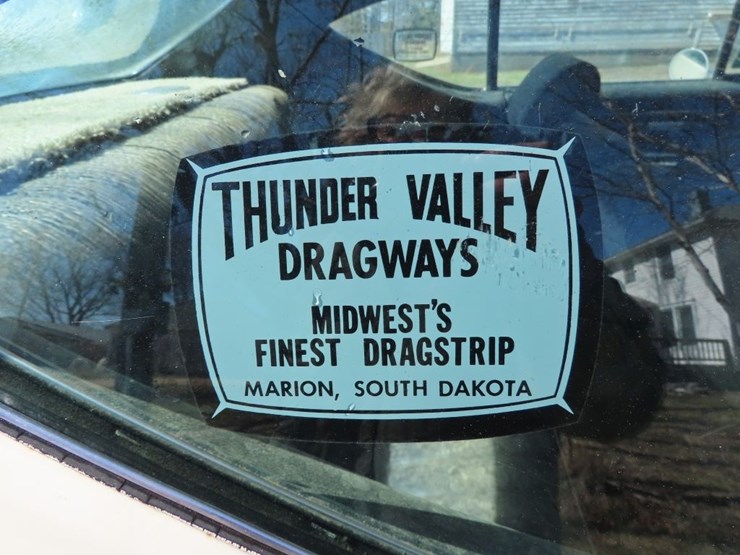 THUNDER VALLEY
DRAGWAYS
MIDWEST'S
FINEST DRAGSTRIP
MARION, SOUTH DAKOTA